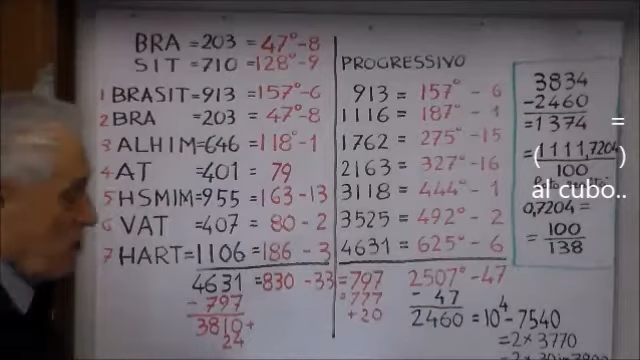 BRA = 203 = 47° - 8
SIT = 710 = 128° - 9
1 BRASIT = 913 = 157° - 6
2 BRA = 203 = 47° - 8
3 ALHIM = 646 = 118° - 1
4 AT = 401 = 79
5 HSMIM = 955 = 163 - 13
6 VAT = 407 = 80 - 2
7 HART = 1106 = 186 - 3
4631 = 830 - 33 = 797
- 797
3810 +
24
+ 20
PROGRESSIVO
913 = 157° - 6
1116 = 187° - 1
1762 = 275° - 15
2163 = 327° - 16
3118 = 444° - 1
3525 = 492° - 2
4631 = 625° - 6
2507° - 47
- 47
2460 = 10⁴ - 7540
= 2 × 3770
3834
- 2460
= 1374
=
= (1111,7204)
100
al cubo..
0,7204 =
= 100
138